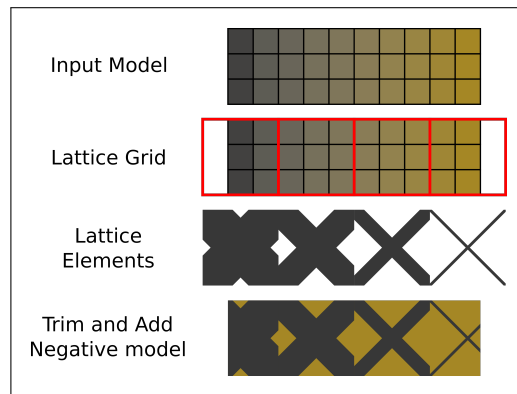 Input Model
Lattice Grid
Lattice
Elements
Trim and Add
Negative model